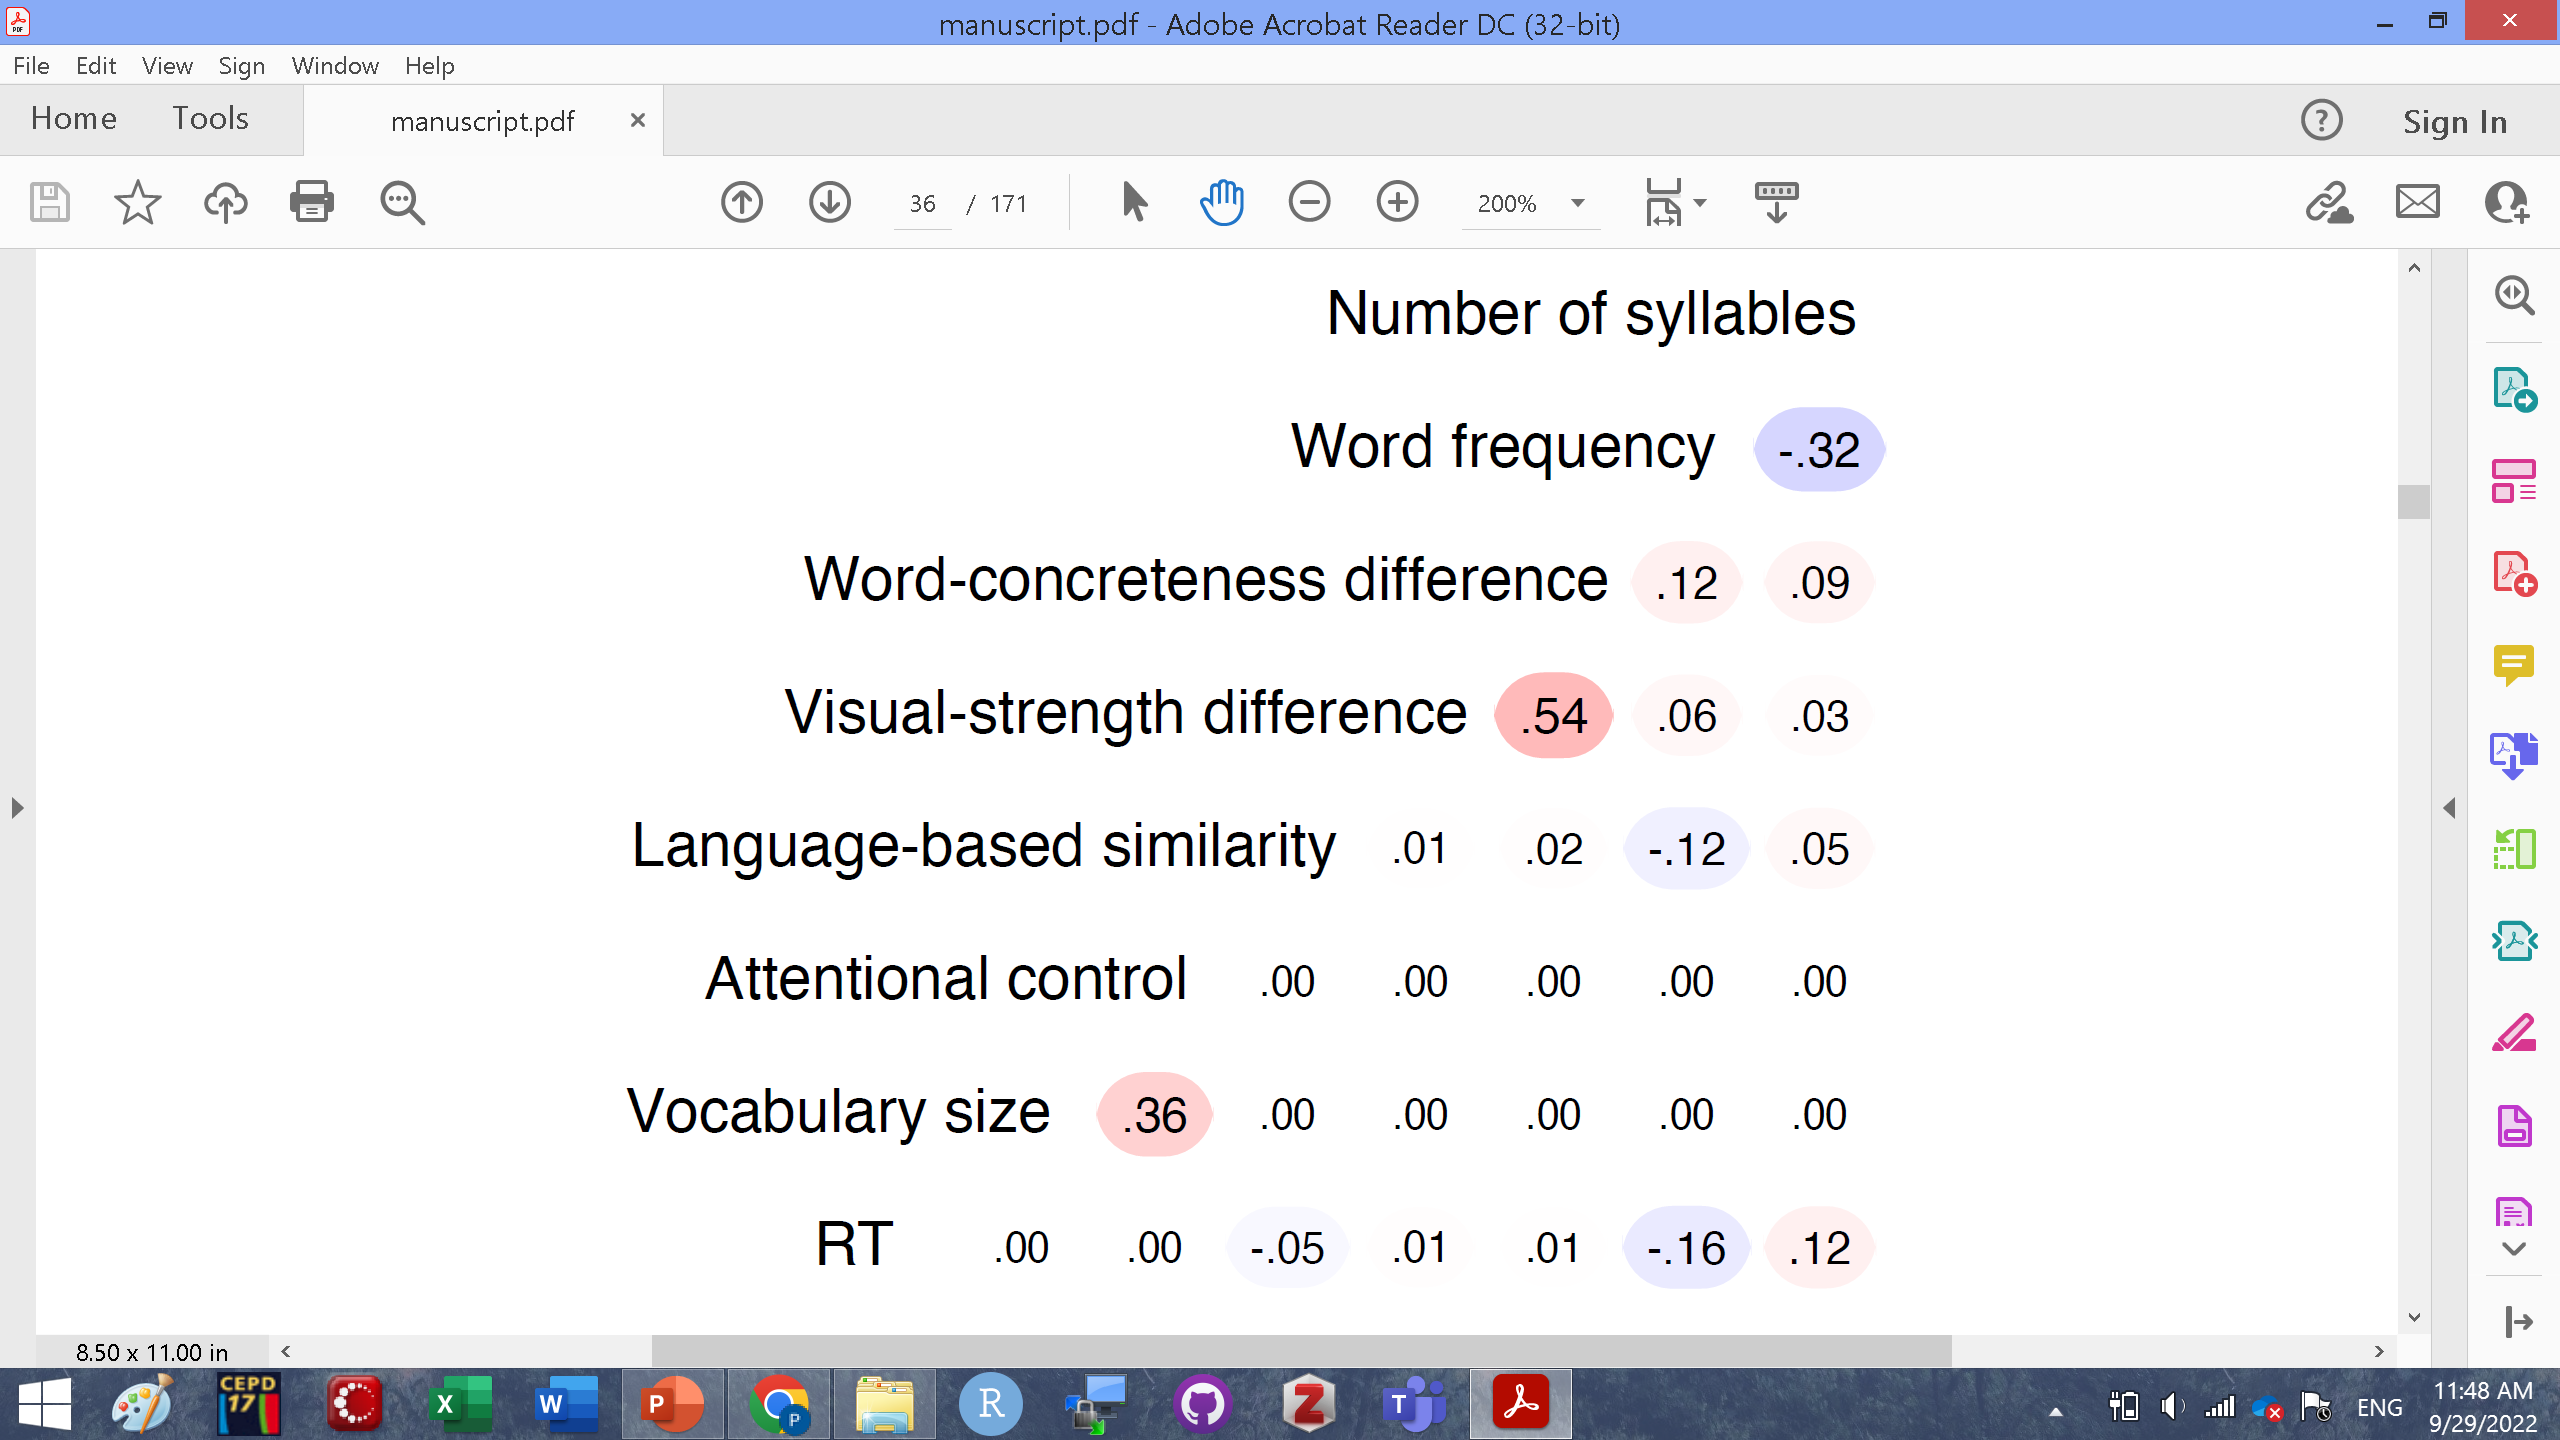 manuscript.pdf - Adobe Acrobat Reader DC (32-bit)
File Edit View Sign Window Help
Home Tools manuscript.pdf Sign In
36 / 171 200%
Number of syllables
Word frequency -.32
Word-concreteness difference .12 .09
Visual-strength difference .54 .06 .03
Language-based similarity .01 .02 -.12 .05
Attentional control .00 .00 .00 .00 .00
Vocabulary size .36 .00 .00 .00 .00 .00
RT .00 .00 -.05 .01 .01 -.16 .12
8.50 x 11.00 in
CEPD
17 X W P P R Z T ENG 11:48 AM
9/29/2022